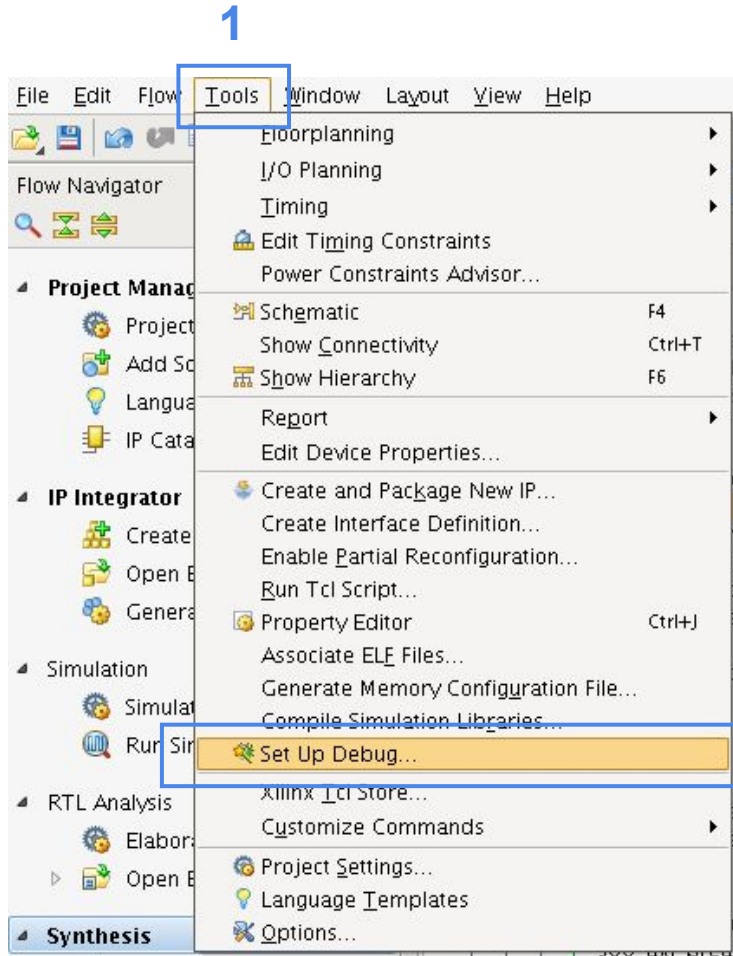 1
File Edit Flow Tools Window Layout View Help
Flow Navigator
Floorplanning
I/O Planning
Timing
Edit Timing Constraints
Power Constraints Advisor...
Schematic F4
Show Connectivity Ctrl+T
Show Hierarchy F6
Report
Edit Device Properties...
Create and Package New IP...
Create Interface Definition...
Enable Partial Reconfiguration...
Run Tcl Script...
Property Editor Ctrl+J
Associate ELF Files...
Generate Memory Configuration File...
Compile Simulation Libraries...
Set Up Debug...
Xilinx Tcl Store...
Customize Commands
Project Settings...
Language Templates
Options...
Project Manag
Project
Add So
Langua
IP Cata
IP Integrator
Create
Open B
Genera
Simulation
Simulat
Run Sim
RTL Analysis
Elabora
Open E
Synthesis